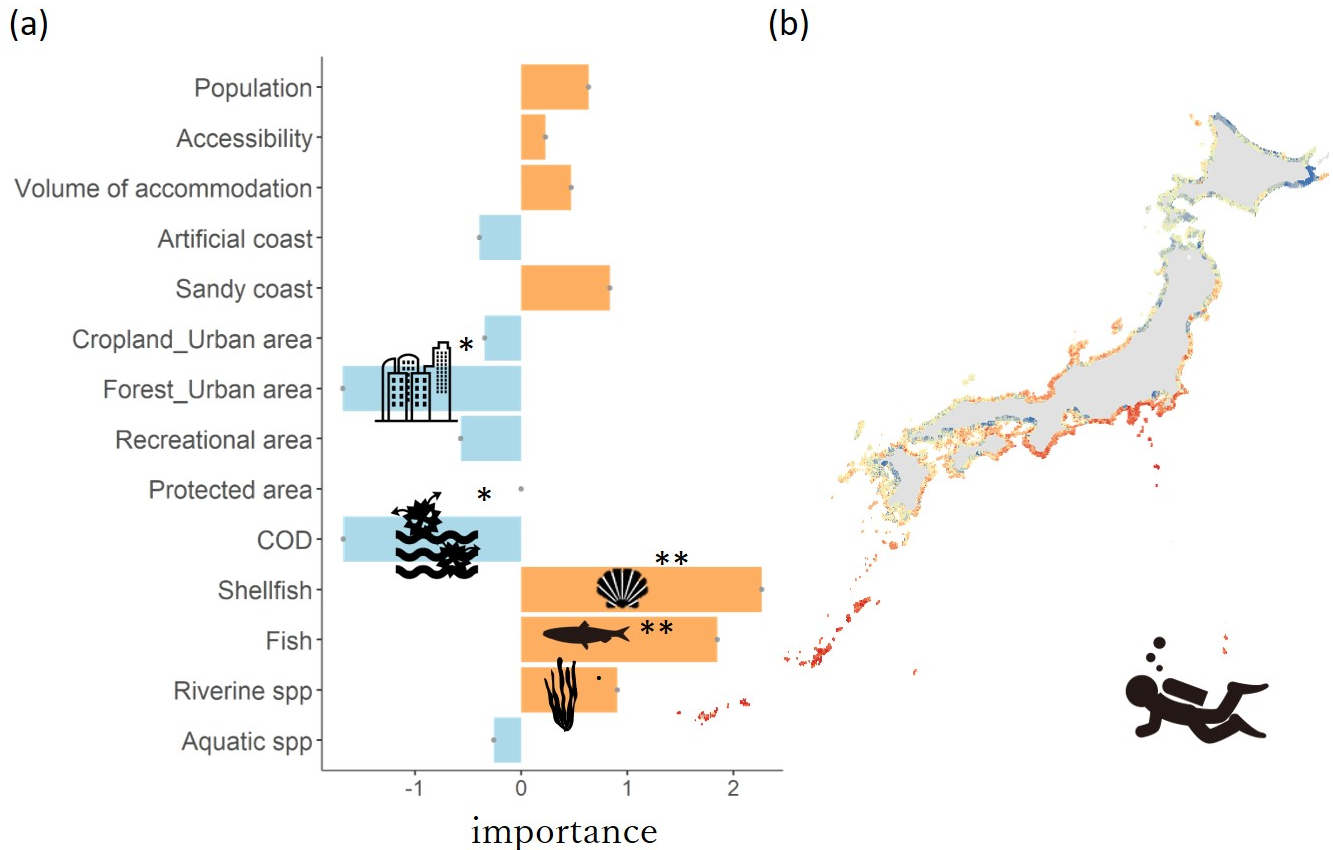 (a)
(b)
Population
Accessibility
Volume of accommodation
Artificial coast
Sandy coast
Cropland_Urban area
*
Forest_Urban area
Recreational area
Protected area
*
COD
**
Shellfish
Fish
**
Riverine spp
Aquatic spp
-1 0 1 2
importance